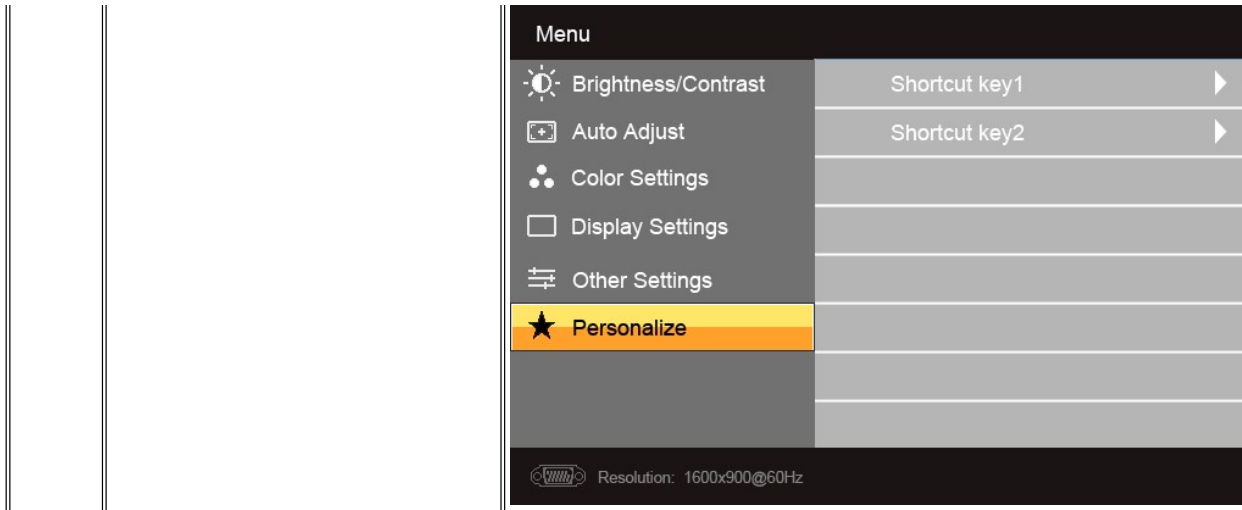 Menu
Brightness/Contrast
Shortcut key1
Auto Adjust
Shortcut key2
Color Settings
Display Settings
Other Settings
Personalize
Resolution: 1600x900@60Hz